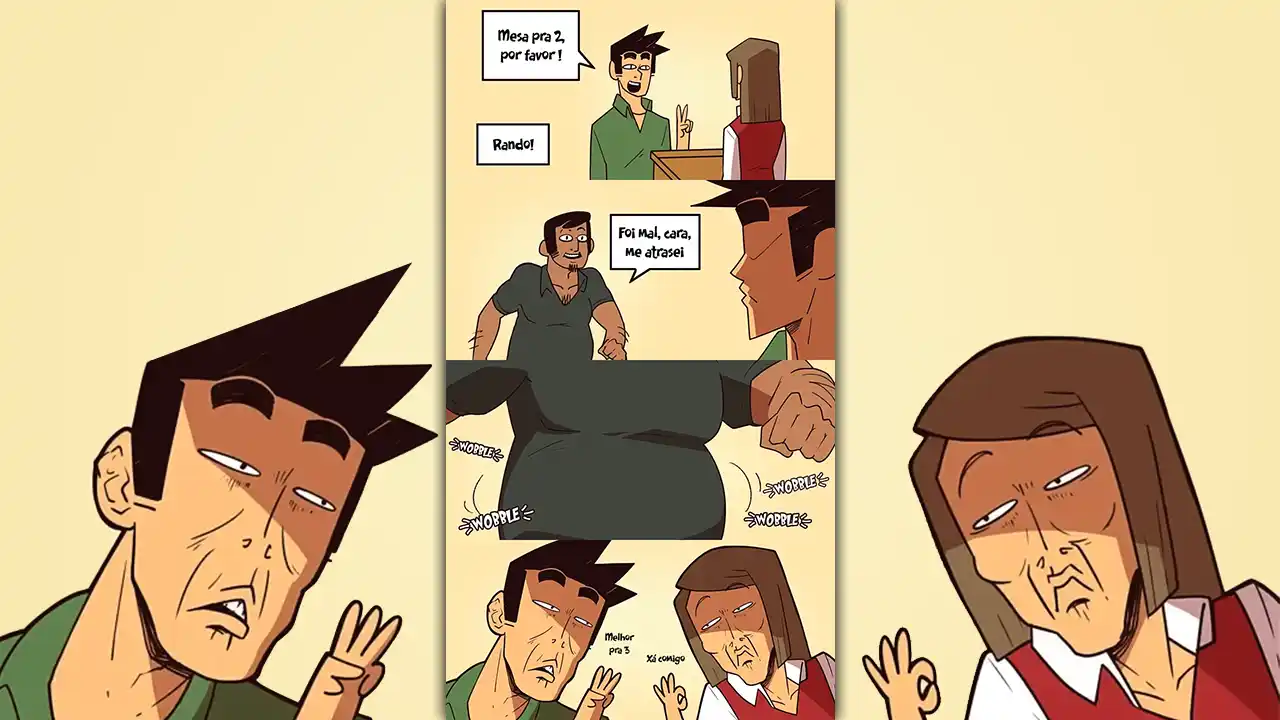 Mesa pra 2,
por favor!
Rando!
Foi mal, cara,
me atrasei
WOBBLE
WOBBLE
WOBBLE
WOBBLE
Melhor
pra 3
Xá comigo